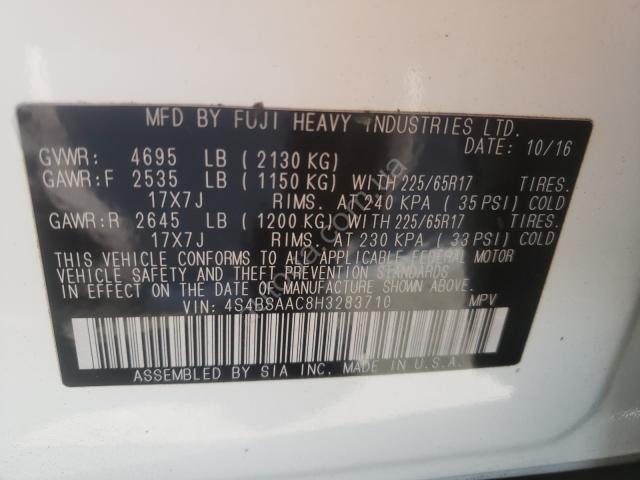 MFD BY FUJI HEAVY INDUSTRIES LTD.
DATE: 10/16
GVWR: 4695 LB ( 2130 KG)
GAWR:F 2535 LB ( 1150 KG) WITH 225/65R17 TIRES.
17X7J RIMS. AT 240 KPA ( 35 PSI) COLD
GAWR:R 2645 LB ( 1200 KG) WITH 225/65R17 TIRES.
17X7J RIMS. AT 230 KPA ( 33 PSI) COLD
THIS VEHICLE CONFORMS TO ALL APPLICABLE FEDERAL MOTOR
VEHICLE SAFETY AND THEFT PREVENTION STANDARDS IN EFFECT
ON THE DATE OF MANUFACTURE SHOWN ABOVE.
VIN: 4S4BSAAC8H3283710 MPV
ASSEMBLED BY SIA INC. MADE IN U.S.A.